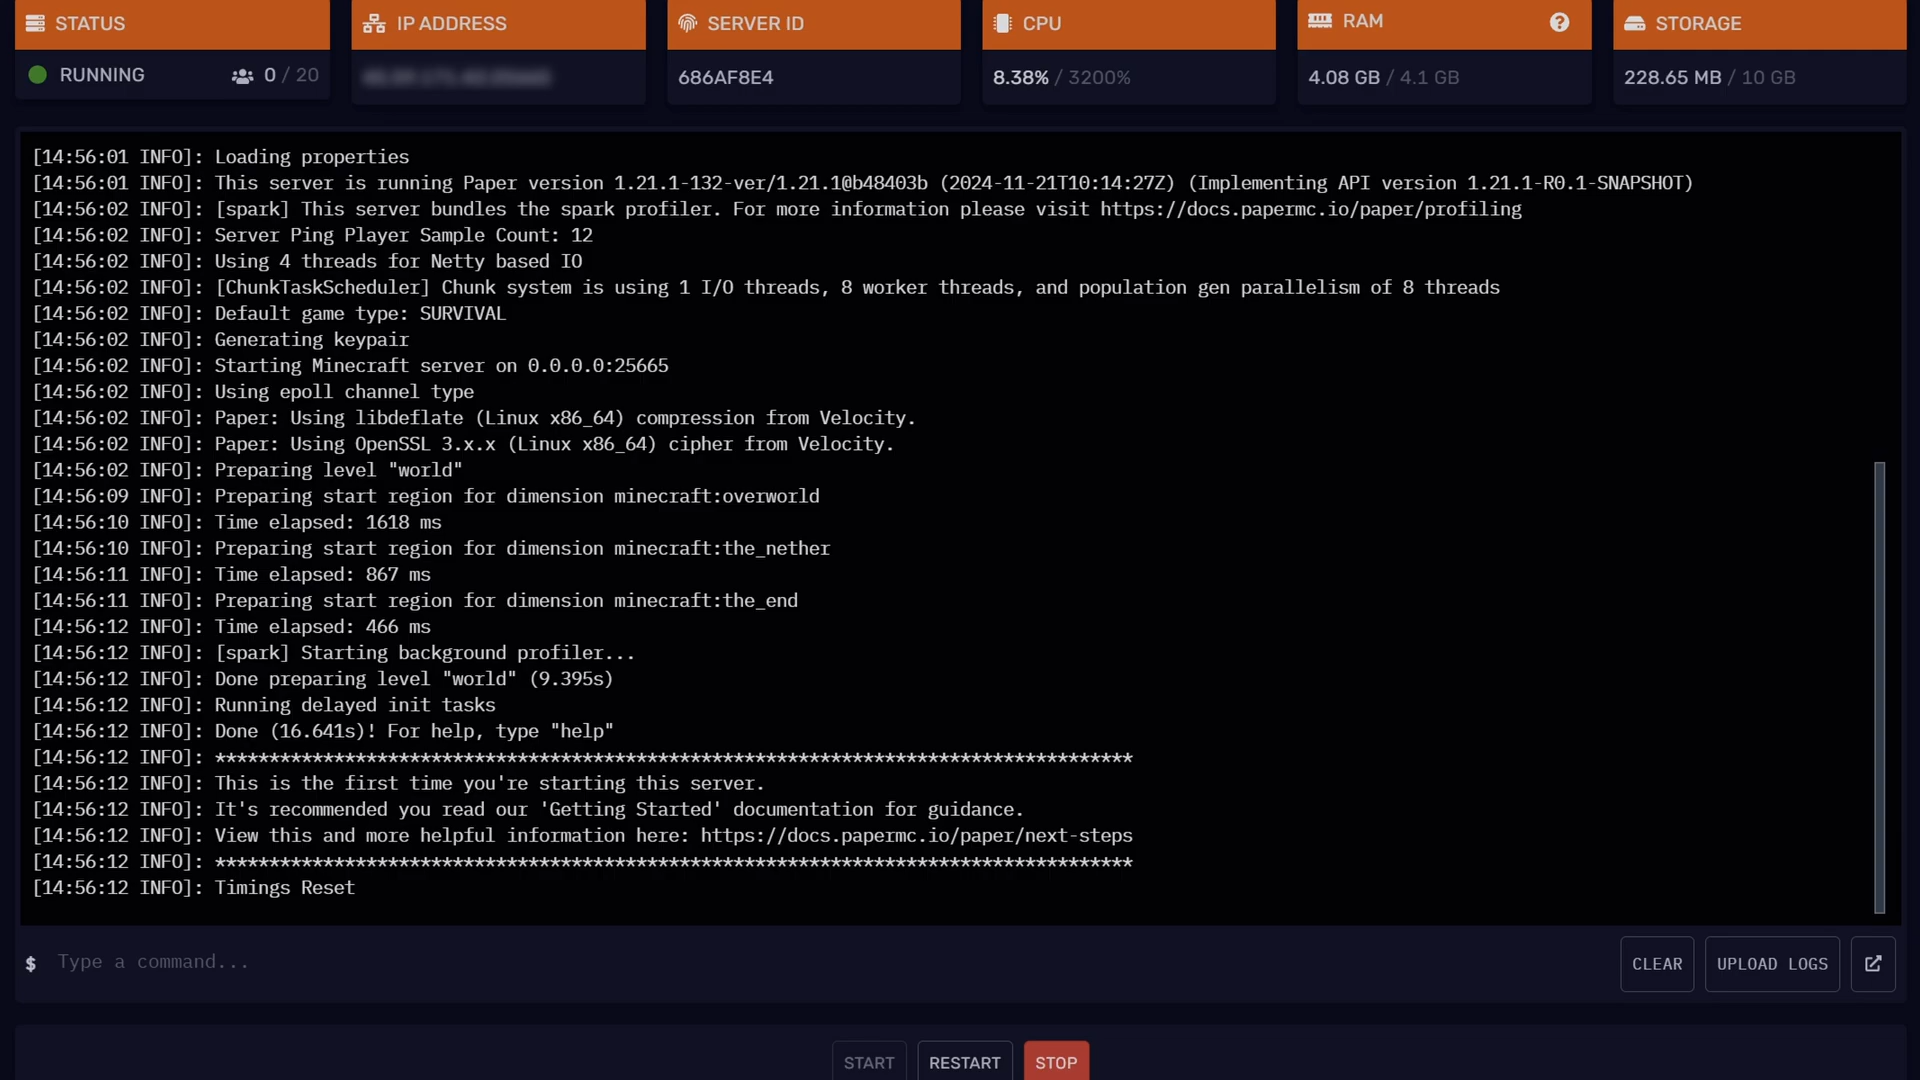 STATUS
IP ADDRESS
SERVER ID
CPU
RAM
STORAGE
RUNNING
0 / 20
686AF8E4
8.38% / 3200%
4.08 GB / 4.1 GB
228.65 MB / 10 GB
[14:56:01 INFO]: Loading properties
[14:56:01 INFO]: This server is running Paper version 1.21.1-132-ver/1.21.1@b48403b (2024-11-21T10:14:27Z) (Implementing API version 1.21.1-R0.1-SNAPSHOT)
[14:56:02 INFO]: [spark] This server bundles the spark profiler. For more information please visit https://docs.papermc.io/paper/profiling
[14:56:02 INFO]: Server Ping Player Sample Count: 12
[14:56:02 INFO]: Using 4 threads for Netty based IO
[14:56:02 INFO]: [ChunkTaskScheduler] Chunk system is using 1 I/O threads, 8 worker threads, and population gen parallelism of 8 threads
[14:56:02 INFO]: Default game type: SURVIVAL
[14:56:02 INFO]: Generating keypair
[14:56:02 INFO]: Starting Minecraft server on 0.0.0.0:25665
[14:56:02 INFO]: Using epoll channel type
[14:56:02 INFO]: Paper: Using libdeflate (Linux x86_64) compression from Velocity.
[14:56:02 INFO]: Paper: Using OpenSSL 3.x.x (Linux x86_64) cipher from Velocity.
[14:56:02 INFO]: Preparing level "world"
[14:56:09 INFO]: Preparing start region for dimension minecraft:overworld
[14:56:10 INFO]: Time elapsed: 1618 ms
[14:56:10 INFO]: Preparing start region for dimension minecraft:the_nether
[14:56:11 INFO]: Time elapsed: 867 ms
[14:56:11 INFO]: Preparing start region for dimension minecraft:the_end
[14:56:12 INFO]: Time elapsed: 466 ms
[14:56:12 INFO]: [spark] Starting background profiler...
[14:56:12 INFO]: Done preparing level "world" (9.395s)
[14:56:12 INFO]: Running delayed init tasks
[14:56:12 INFO]: Done (16.641s)! For help, type "help"
[14:56:12 INFO]: *************************************************************************************
[14:56:12 INFO]: This is the first time you're starting this server.
[14:56:12 INFO]: It's recommended you read our 'Getting Started' documentation for guidance.
[14:56:12 INFO]: View this and more helpful information here: https://docs.papermc.io/paper/next-steps
[14:56:12 INFO]: *************************************************************************************
[14:56:12 INFO]: Timings Reset
$ Type a command...
CLEAR
UPLOAD LOGS
START
RESTART
STOP